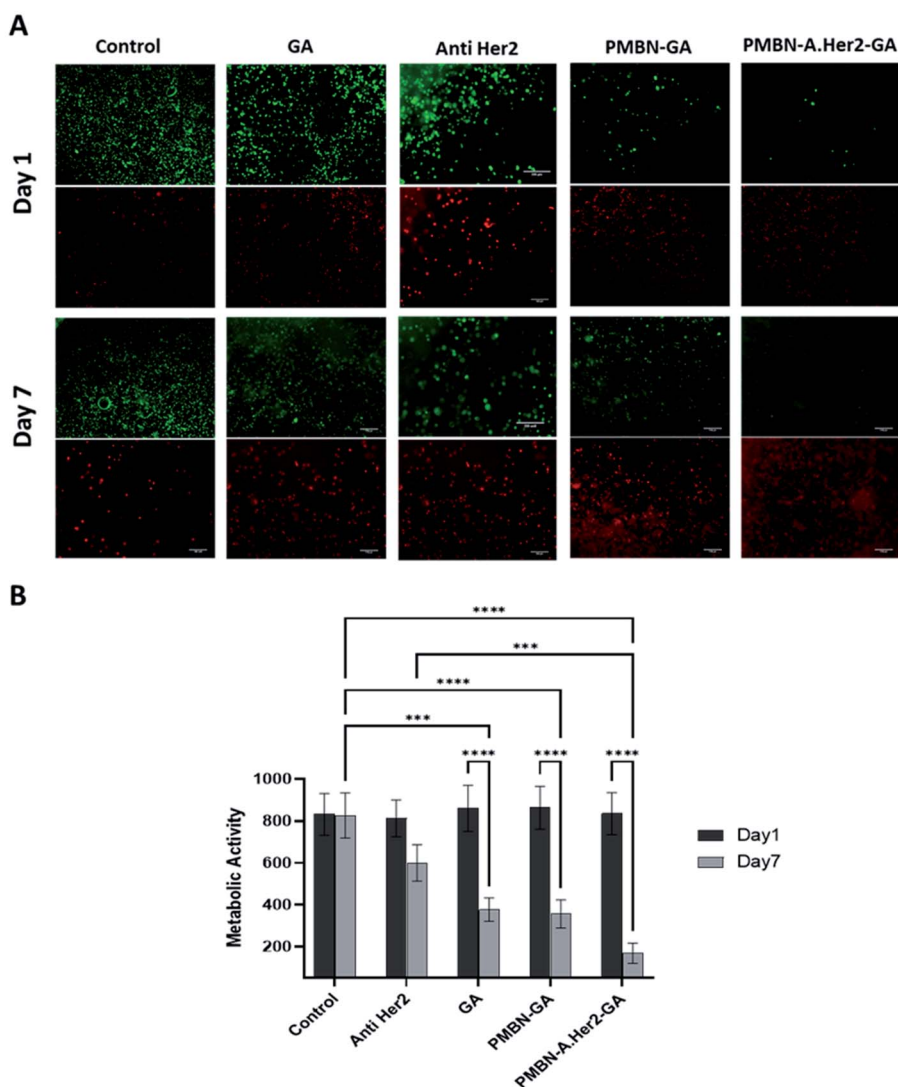 A
Control GA Anti Her2 PMBN-GA PMBN-A.Her2-GA
Day 1
Day 7
B
****
***
****
***
**** **** ****
1000
800
600
400
200
Metabolic Activity
Control
Anti Her2
GA
PMBN-GA
PMBN-A.Her2-GA
Day1
Day7